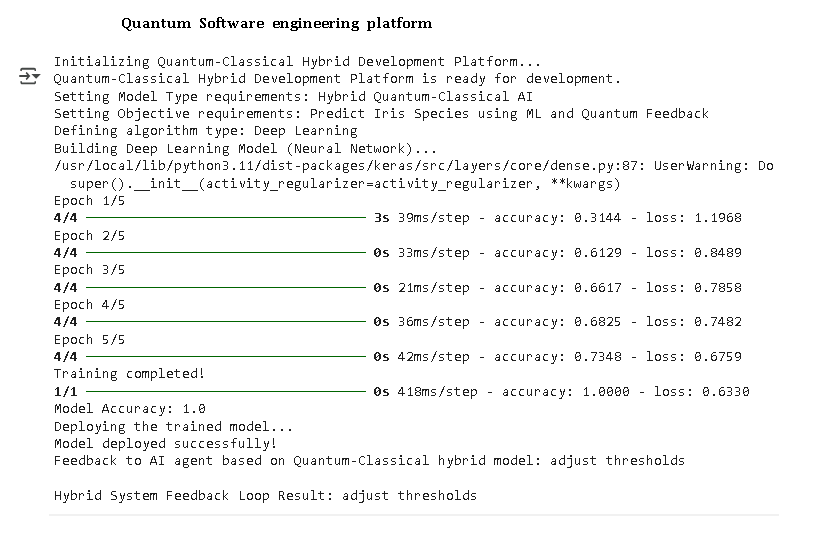 Quantum Software engineering platform
Initializing Quantum-Classical Hybrid Development Platform...
Quantum-Classical Hybrid Development Platform is ready for development.
Setting Model Type requirements: Hybrid Quantum-Classical AI
Setting Objective requirements: Predict Iris Species using ML and Quantum Feedback
Defining algorithm type: Deep Learning
Building Deep Learning Model (Neural Network)...
/usr/local/lib/python3.11/dist-packages/keras/src/layers/core/dense.py:87: UserWarning: Do
super().__init__(activity_regularizer=activity_regularizer, **kwargs)
Epoch 1/5
4/4 3s 39ms/step - accuracy: 0.3144 - loss: 1.1968
Epoch 2/5
4/4 0s 33ms/step - accuracy: 0.6129 - loss: 0.8489
Epoch 3/5
4/4 0s 21ms/step - accuracy: 0.6617 - loss: 0.7858
Epoch 4/5
4/4 0s 36ms/step - accuracy: 0.6825 - loss: 0.7482
Epoch 5/5
4/4 0s 42ms/step - accuracy: 0.7348 - loss: 0.6759
Training completed!
1/1 0s 418ms/step - accuracy: 1.0000 - loss: 0.6330
Model Accuracy: 1.0
Deploying the trained model...
Model deployed successfully!
Feedback to AI agent based on Quantum-Classical hybrid model: adjust thresholds
Hybrid System Feedback Loop Result: adjust thresholds